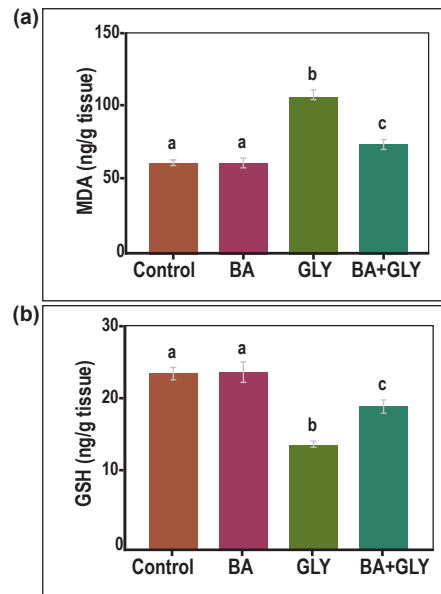 (a)
MDA (ng/g tissue)
150
100
50
0
a a b c
Control BA GLY BA+GLY
(b)
GSH (ng/g tissue)
30
20
10
0
a a b c
Control BA GLY BA+GLY